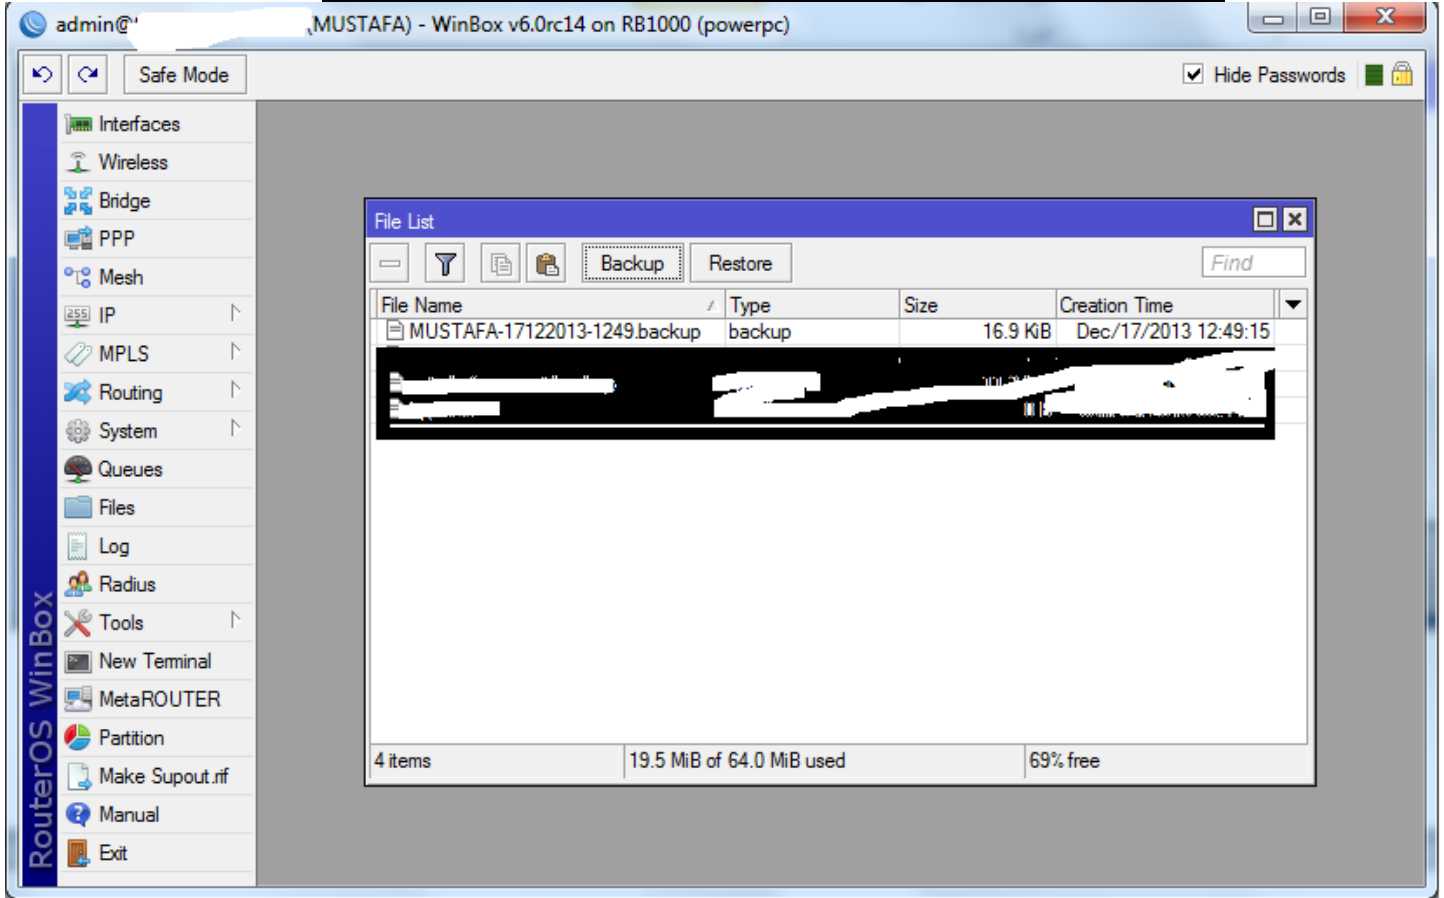 admin@
(MUSTAFA) - WinBox v6.0rc14 on RB1000 (powerpc)
Safe Mode
Hide Passwords
Interfaces
Wireless
Bridge
PPP
Mesh
IP
MPLS
Routing
System
Queues
Files
Log
Radius
Tools
New Terminal
MetaROUTER
Partition
Make Supout.rif
Manual
Exit
RouterOS WinBox
File List
Backup
Restore
Find
File Name
Type
Size
Creation Time
MUSTAFA-17122013-1249.backup
backup
16.9 KiB
Dec/17/2013 12:49:15
4 items
19.5 MiB of 64.0 MiB used
69% free